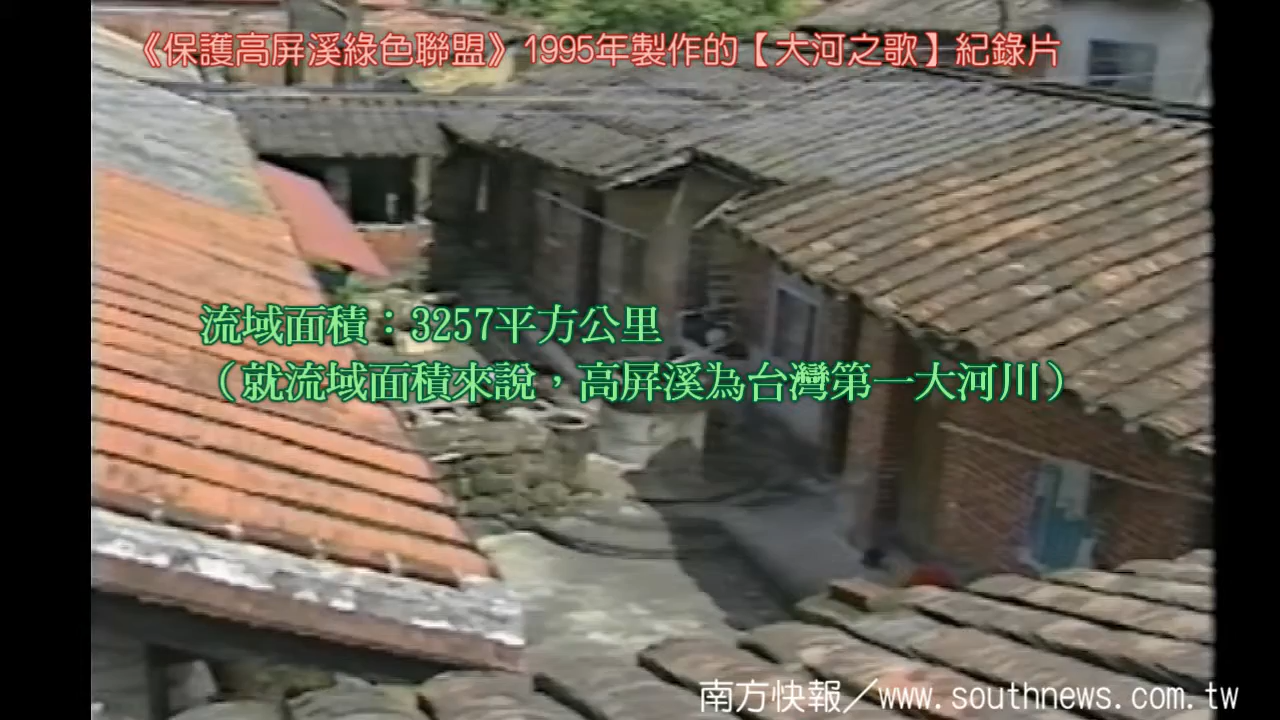 《保護高屏溪綠色聯盟》1995年製作的【大河之歌】紀錄片
流域面積：3257平方公里
（就流域面積來說，高屏溪為台灣第一大河川）
南方快報／www.southnews.com.tw